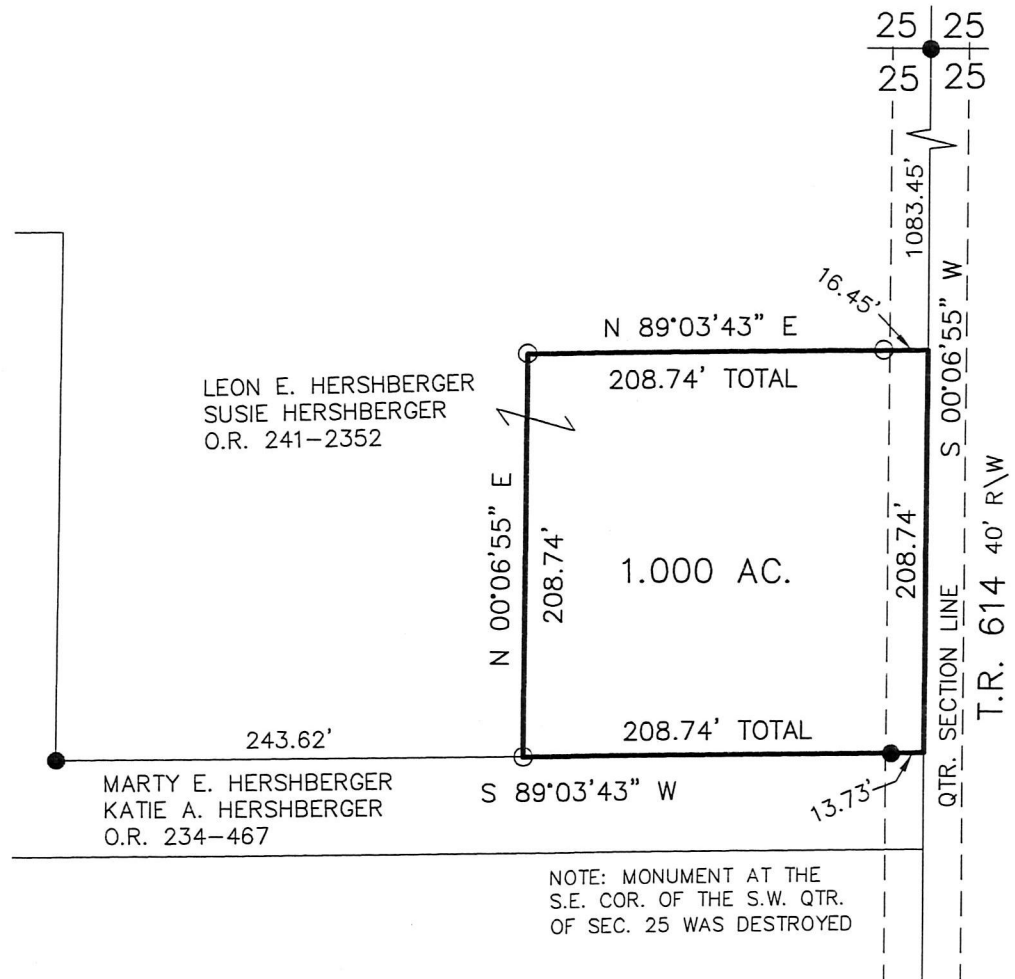 25 25
25 25
1083.45'
S 00°06'55" W
16.45'
N 89°03'43" E
208.74' TOTAL
LEON E. HERSHBERGER
SUSIE HERSHBERGER
O.R. 241–2352
N 00°06'55" E
208.74'
1.000 AC.
208.74'
QTR. SECTION LINE
T.R. 614 40' R\W
243.62'
208.74' TOTAL
S 89°03'43" W
13.73'
MARTY E. HERSHBERGER
KATIE A. HERSHBERGER
O.R. 234–467
NOTE: MONUMENT AT THE
S.E. COR. OF THE S.W. QTR.
OF SEC. 25 WAS DESTROYED